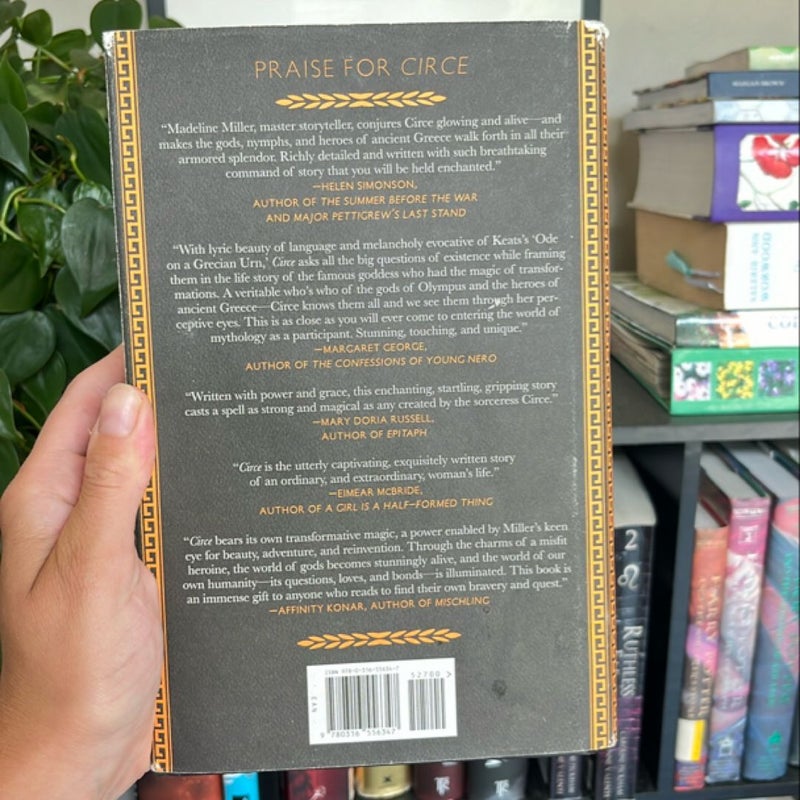 PRAISE FOR CIRCE
“Madeline Miller, master storyteller, conjures Circe glowing and alive—and
makes the gods, nymphs, and heroes of ancient Greece walk forth in all their
armored splendor. Richly detailed and written with such breathtaking
command of story that you will be held enchanted.”
—HELEN SIMONSON,
AUTHOR OF THE SUMMER BEFORE THE WAR
AND MAJOR PETTIGREW'S LAST STAND
“With lyric beauty of language and melancholy evocative of Keats's ‘Ode
on a Grecian Urn,’ Circe asks all the big questions of existence while framing
them in the life story of the famous goddess who had the magic of transfor-
mations. A veritable who's who of the gods of Olympus and the heroes of
ancient Greece—Circe knows them all and we see them through her per-
ceptive eyes. This is as close as you will ever come to entering the world of
mythology as a participant. Stunning, touching, and unique.”
—MARGARET GEORGE,
AUTHOR OF THE CONFESSIONS OF YOUNG NERO
“Written with power and grace, this enchanting, startling, gripping story
casts a spell as strong and magical as any created by the sorceress Circe.”
—MARY DORIA RUSSELL,
AUTHOR OF EPITAPH
“Circe is the utterly captivating, exquisitely written story
of an ordinary, and extraordinary, woman's life.”
—EIMEAR MCBRIDE,
AUTHOR OF A GIRL IS A HALF-FORMED THING
“Circe bears its own transformative magic, a power enabled by Miller's keen
eye for beauty, adventure, and reinvention. Through the charms of a misfit
heroine, the world of gods becomes stunningly alive, and the world of our
own humanity—its questions, loves, and bonds—is illuminated. This book is
an immense gift to anyone who reads to find their own bravery and quest.”
—AFFINITY KONAR, AUTHOR OF MISCHLING
ISBN 978-0-316-55634-7
52700 >
9 780316 556347
2
RUTHLESS